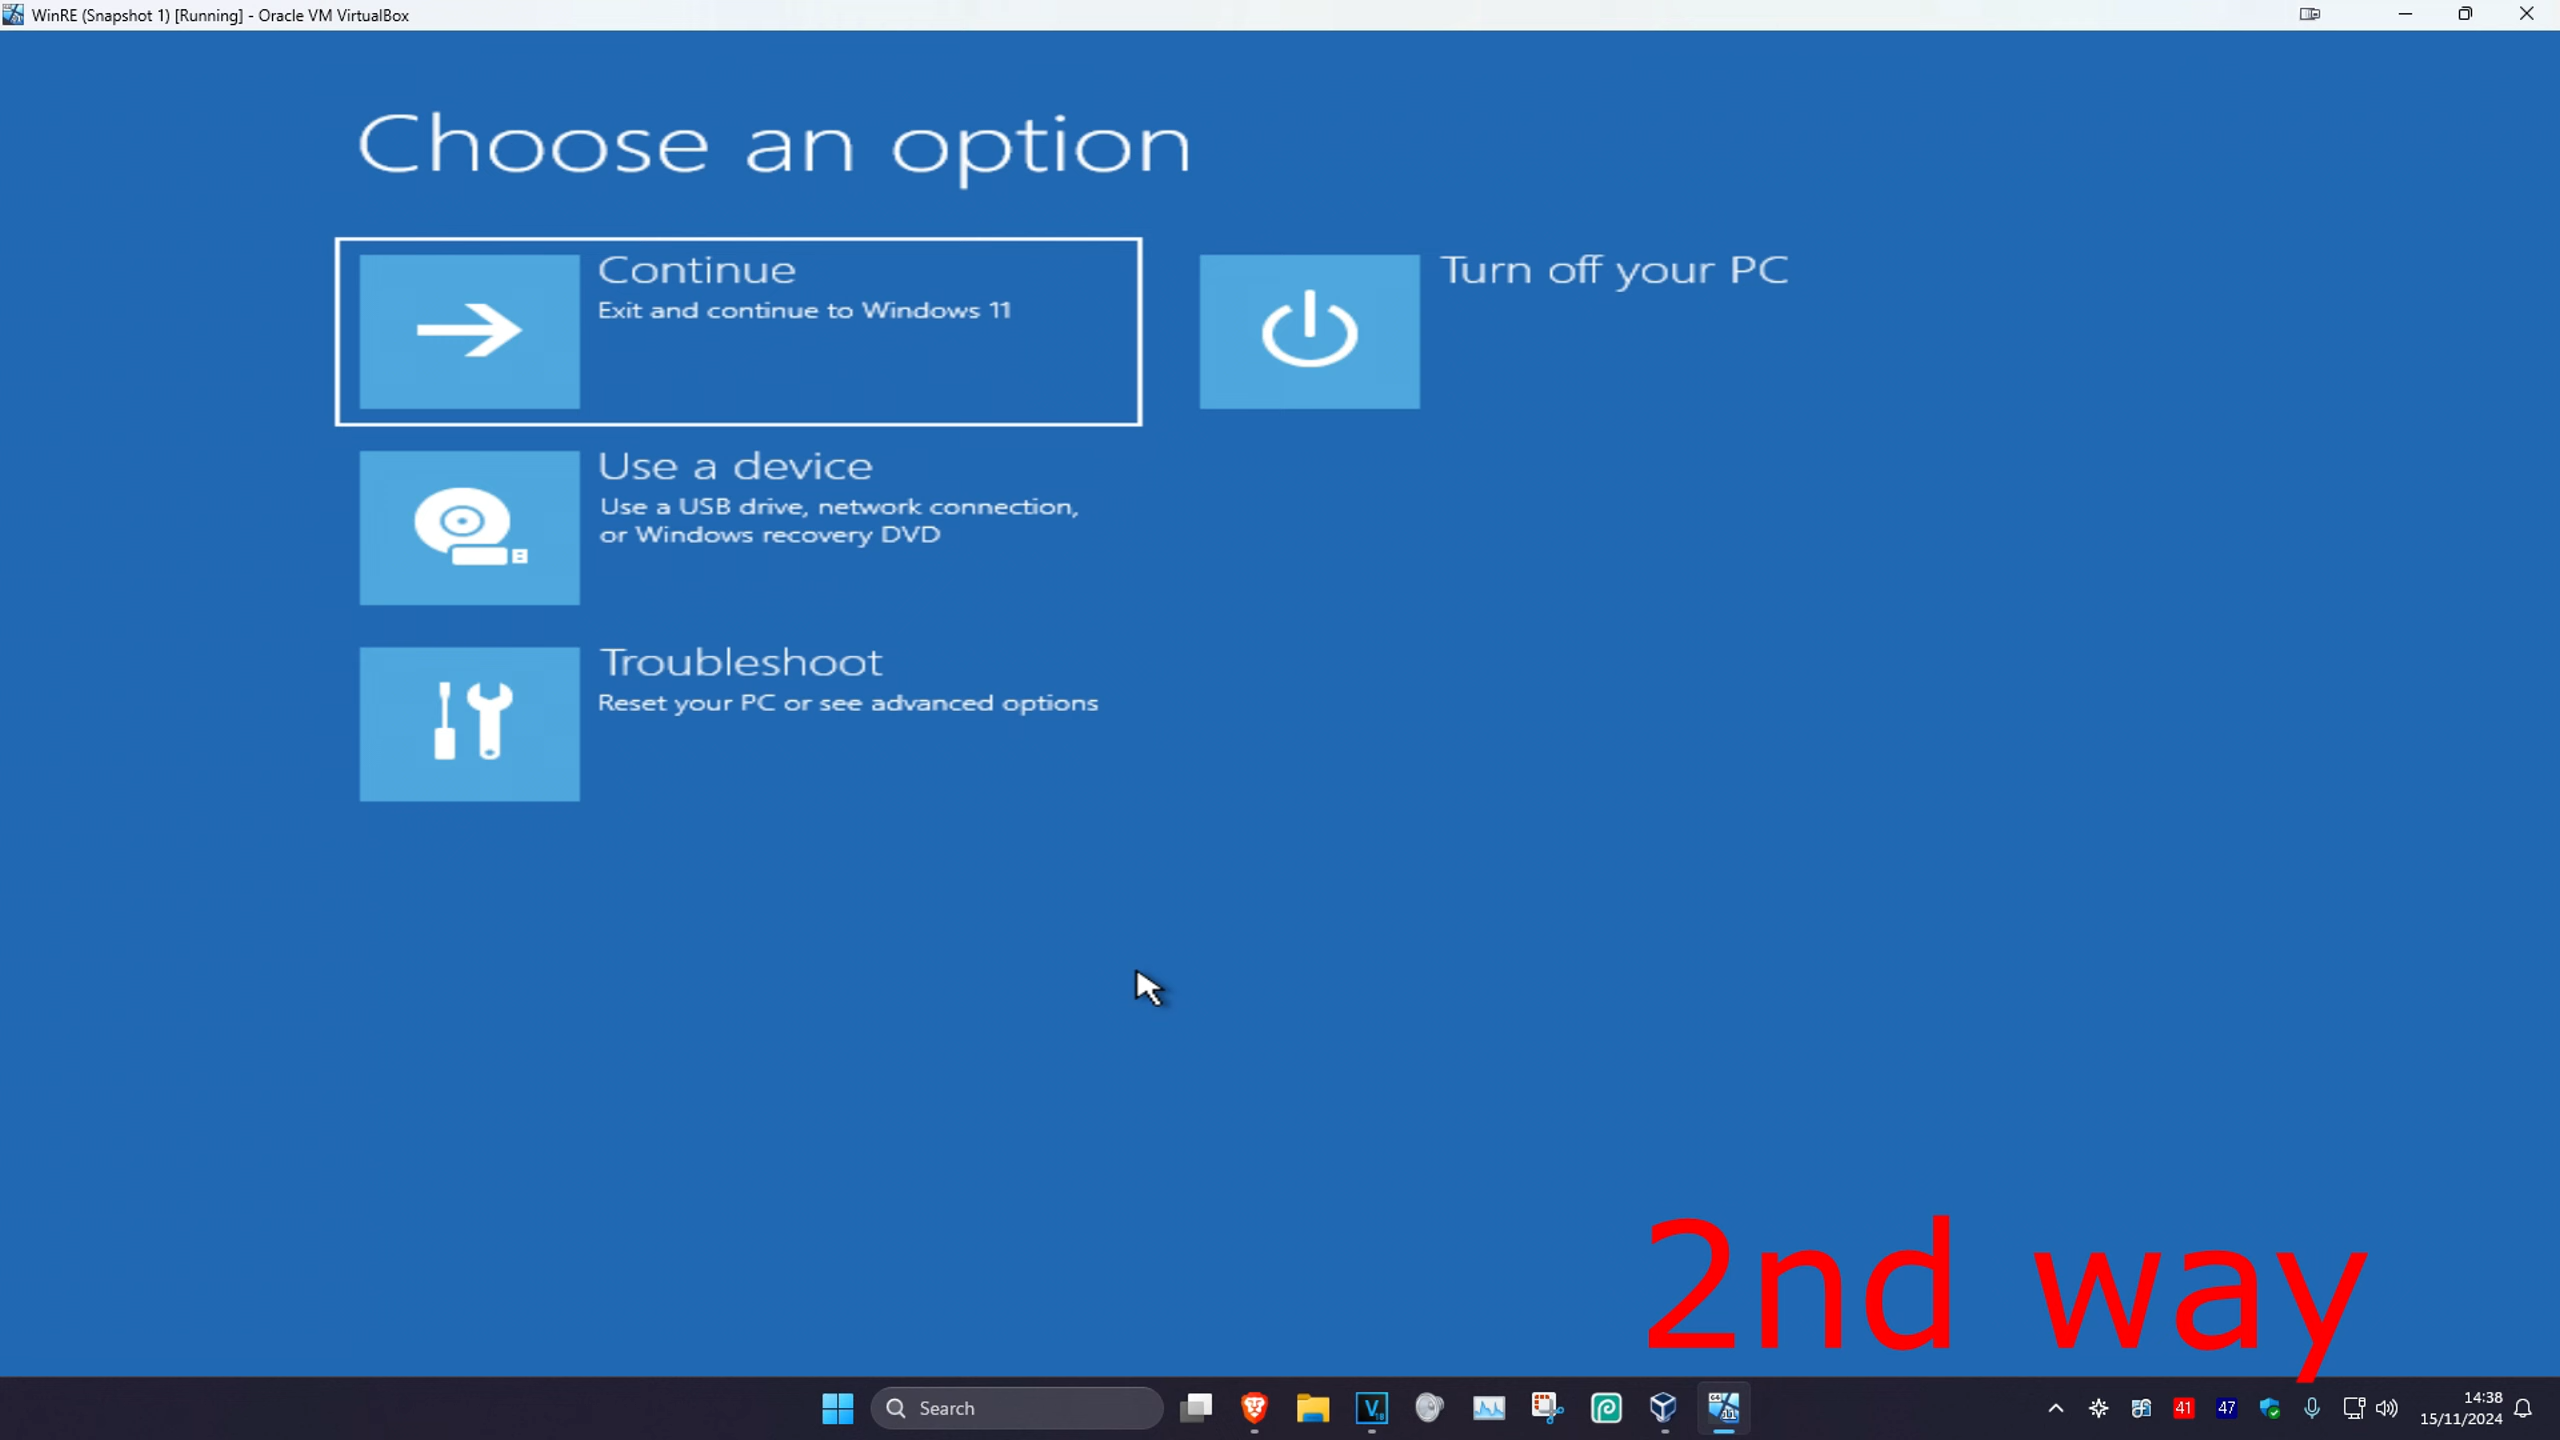 WinRE (Snapshot 1) [Running] - Oracle VM VirtualBox
Choose an option
Continue
Exit and continue to Windows 11
Turn off your PC
Use a device
Use a USB drive, network connection,
or Windows recovery DVD
Troubleshoot
Reset your PC or see advanced options
2nd way
Search
41
47
14:38
15/11/2024